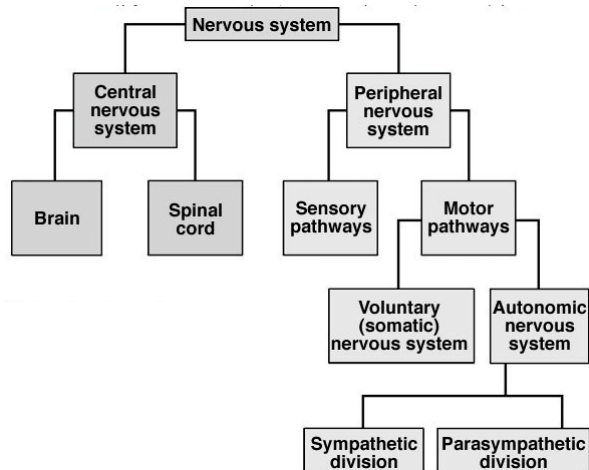 Nervous system
Central
nervous
system
Peripheral
nervous
system
Brain
Spinal
cord
Sensory
pathways
Motor
pathways
Voluntary
(somatic)
nervous system
Autonomic
nervous
system
Sympathetic
division
Parasympathetic
division